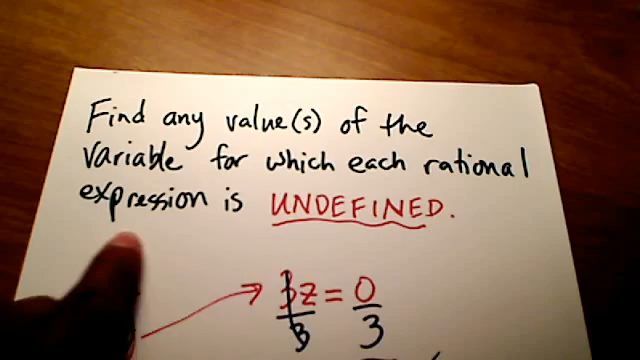 Find any value(s) of the
variable for which each rational
expression is UNDEFINED.
3z = 0
3 3